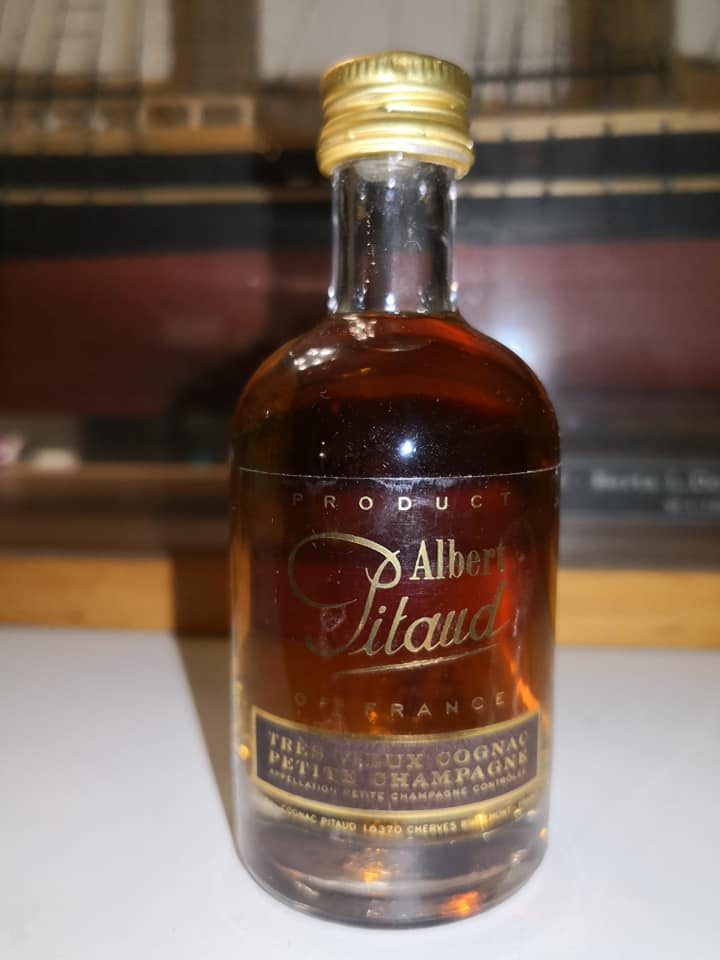 PRODUCT
Albert
Pitaud
OF FRANCE
TRÈS VIEUX COGNAC
PETITE CHAMPAGNE
APPELLATION PETITE CHAMPAGNE CONTRÔLÉE
COGNAC PITAUD 16370 CHERVES